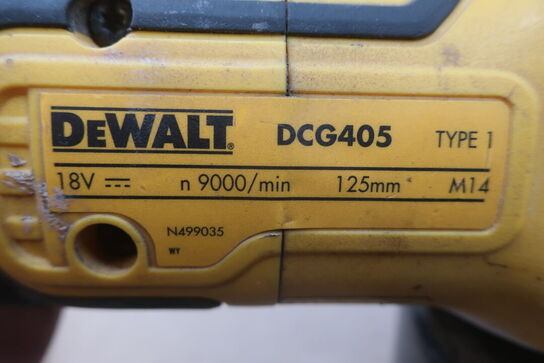 DEWALT® DCG405 TYPE 1
18V ⎓ n 9000/min 125mm M14
N499035
WY